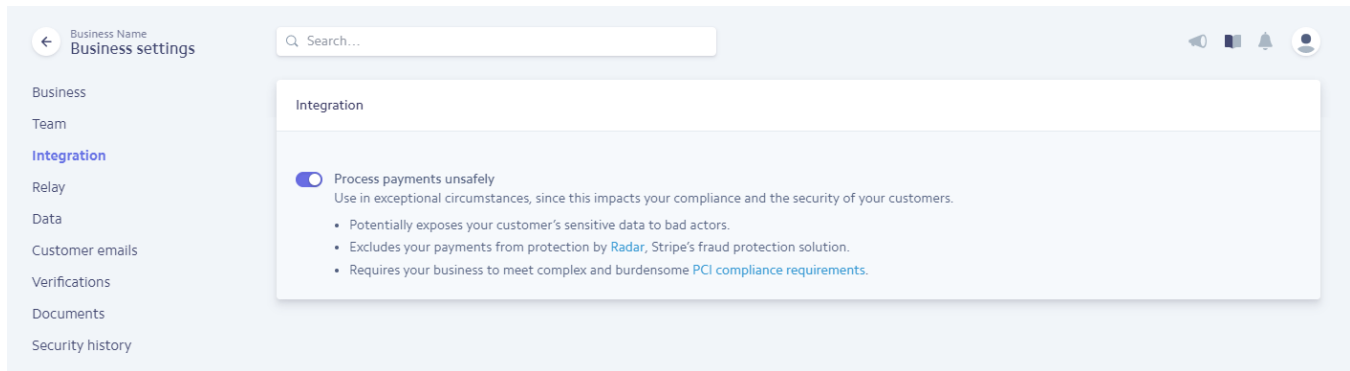 Business Name
Business settings
Search...
Business
Team
Integration
Relay
Data
Customer emails
Verifications
Documents
Security history
Integration
Process payments unsafely
Use in exceptional circumstances, since this impacts your compliance and the security of your customers.
• Potentially exposes your customer’s sensitive data to bad actors.
• Excludes your payments from protection by Radar, Stripe’s fraud protection solution.
• Requires your business to meet complex and burdensome PCI compliance requirements.